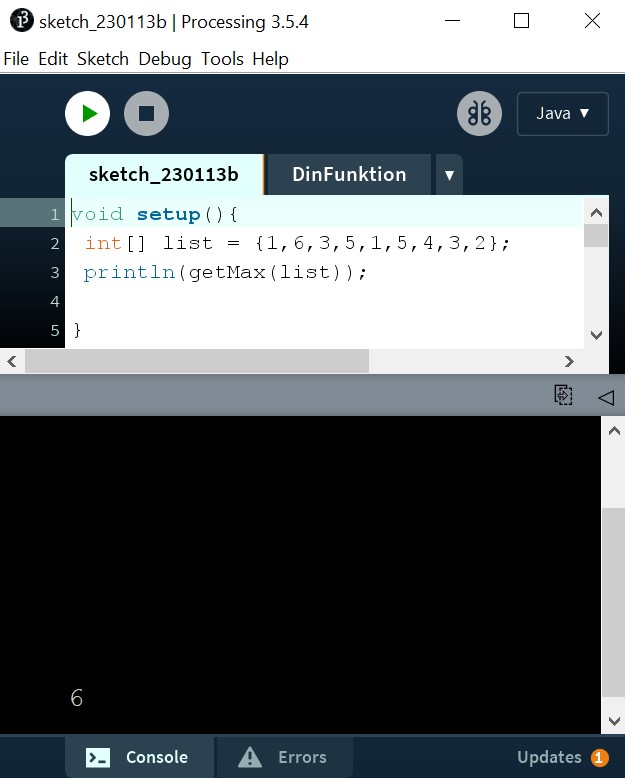 sketch_230113b | Processing 3.5.4
File Edit Sketch Debug Tools Help
Java ▼
sketch_230113b DinFunktion ▼
1 void setup(){
2 int[] list = {1,6,3,5,1,5,4,3,2};
3 println(getMax(list));
4
5 }
6
Console Errors Updates 1